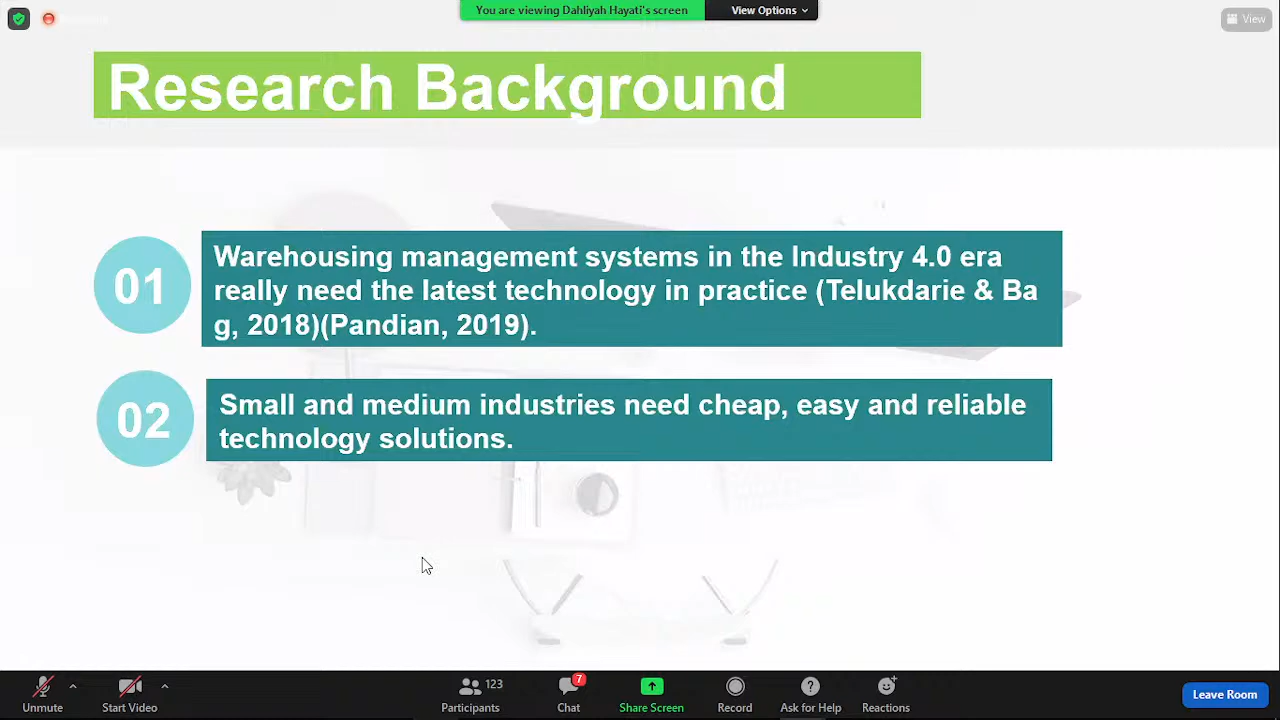 You are viewing Dahliyah Hayati's screen
View Options
View
Research Background
01
Warehousing management systems in the Industry 4.0 era
really need the latest technology in practice (Telukdarie & Ba
g, 2018)(Pandian, 2019).
02
Small and medium industries need cheap, easy and reliable
technology solutions.
123
7
Unmute
Start Video
Participants
Chat
Share Screen
Record
Ask for Help
Reactions
Leave Room